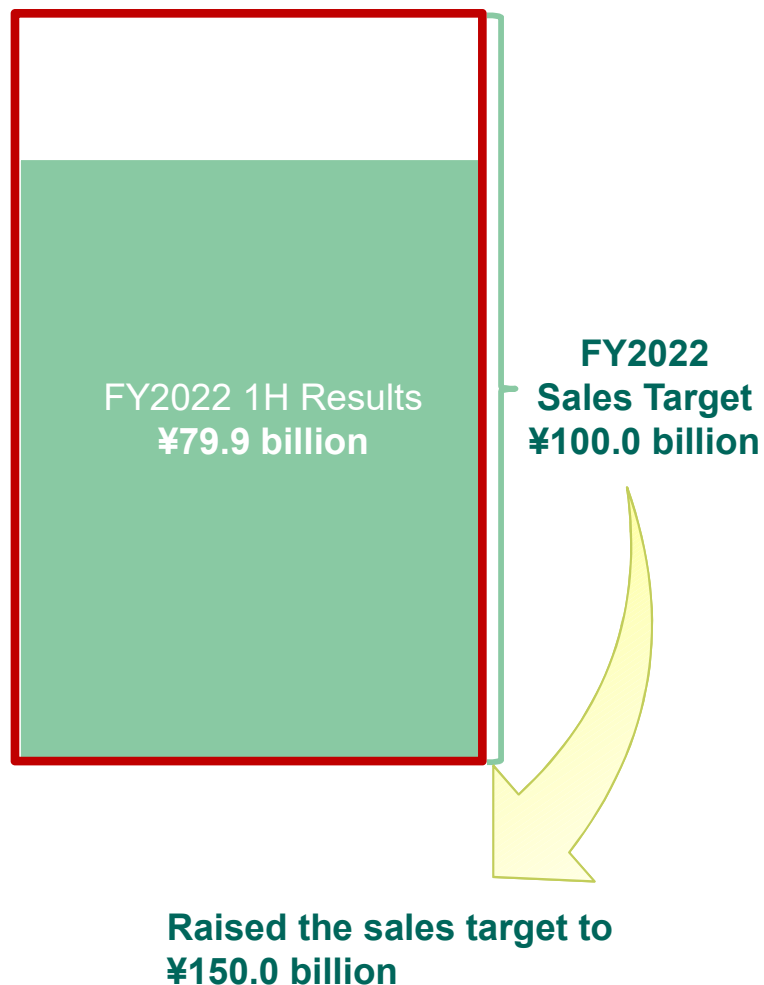 FY2022 1H Results
¥79.9 billion
FY2022
Sales Target
¥100.0 billion
Raised the sales target to
¥150.0 billion